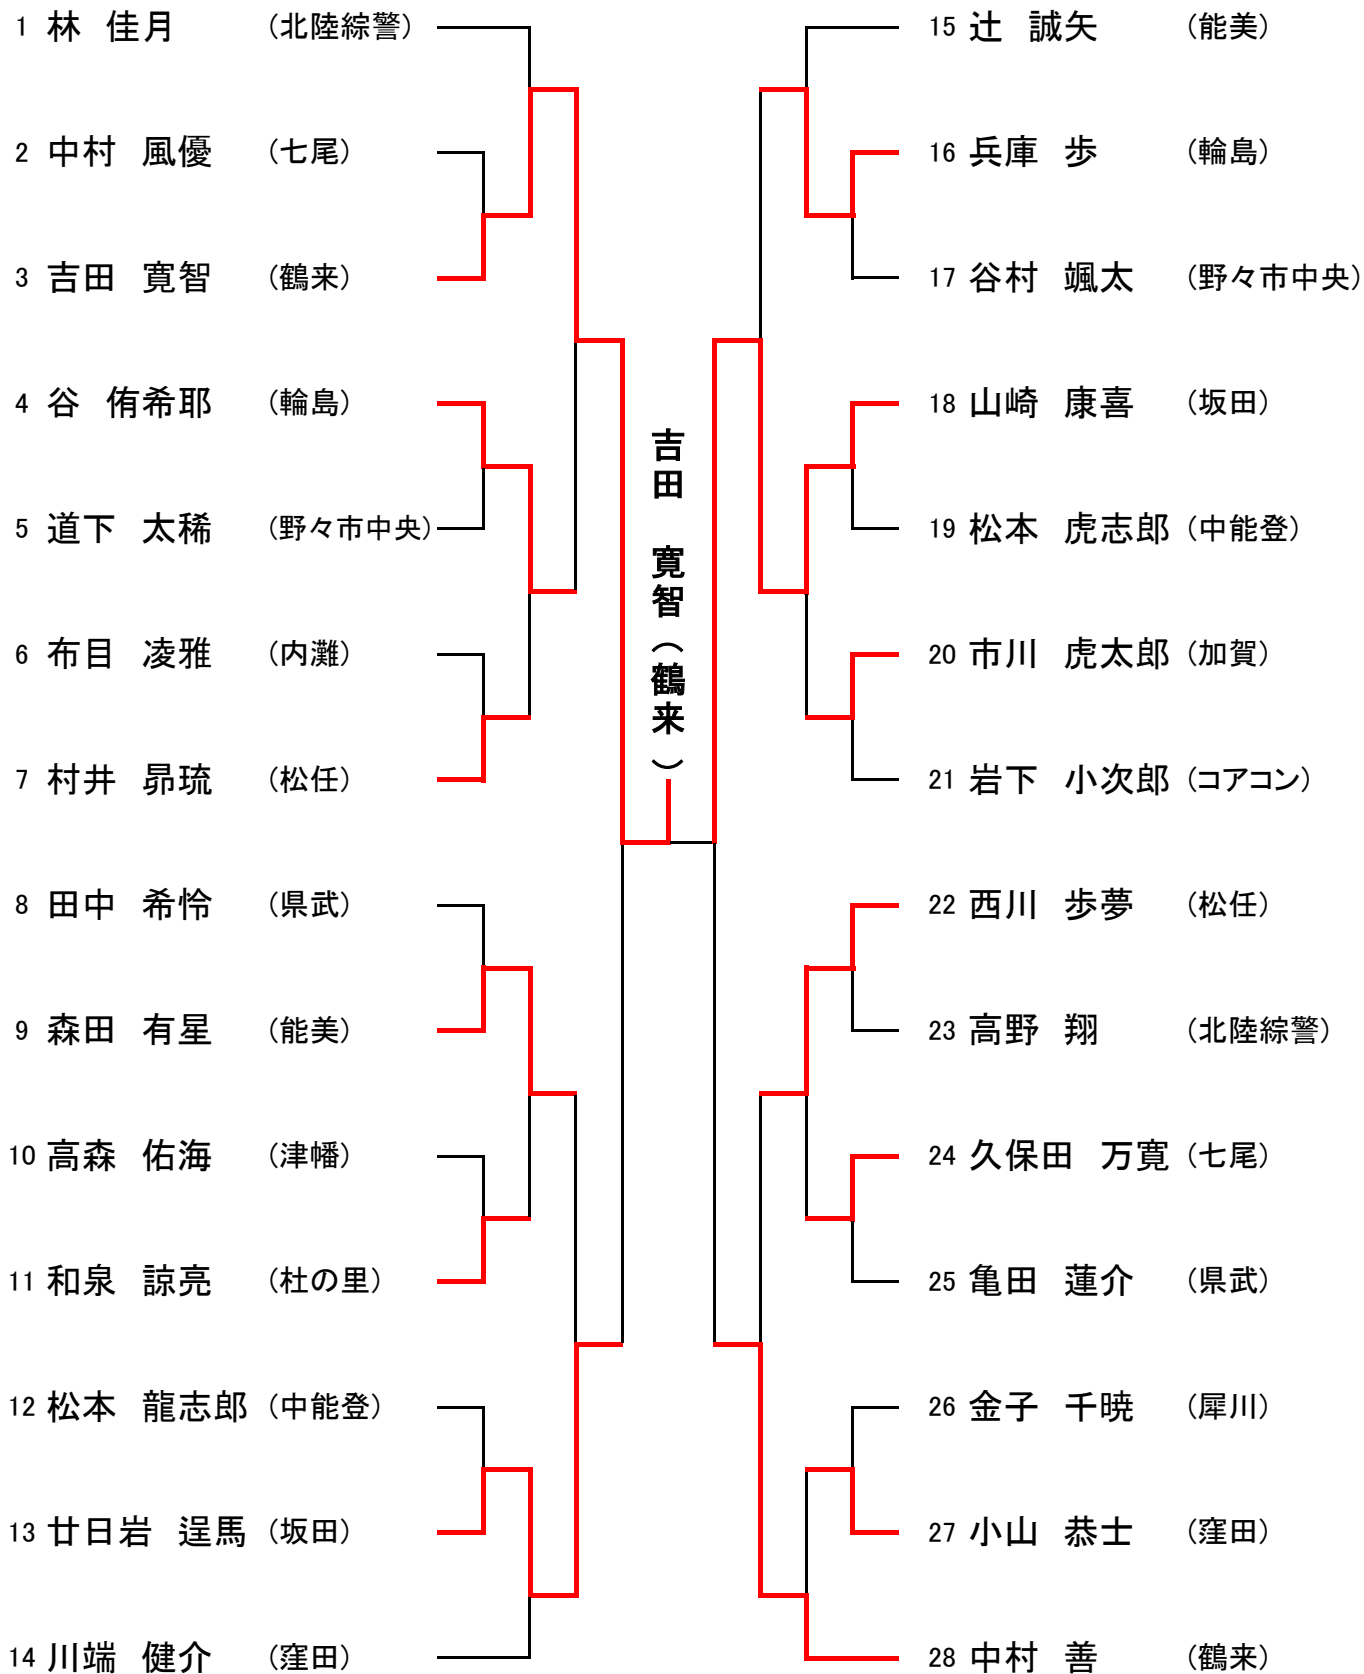 1 林 佳月 (北陸綜警)
2 中村 風優 (七尾)
3 吉田 寛智 (鶴来)
4 谷 侑希耶 (輪島)
5 道下 太稀 (野々市中央)
6 布目 凌雅 (内灘)
7 村井 昴琉 (松任)
8 田中 希怜 (県武)
9 森田 有星 (能美)
10 高森 佑海 (津幡)
11 和泉 諒亮 (杜の里)
12 松本 龍志郎 (中能登)
13 廿日岩 逞馬 (坂田)
14 川端 健介 (窪田)
吉田 寛智(鶴来)
15 辻 誠矢 (能美)
16 兵庫 歩 (輪島)
17 谷村 颯太 (野々市中央)
18 山崎 康喜 (坂田)
19 松本 虎志郎 (中能登)
20 市川 虎太郎 (加賀)
21 岩下 小次郎 (コアコン)
22 西川 歩夢 (松任)
23 高野 翔 (北陸綜警)
24 久保田 万寛 (七尾)
25 亀田 蓮介 (県武)
26 金子 千暁 (犀川)
27 小山 恭士 (窪田)
28 中村 善 (鶴来)